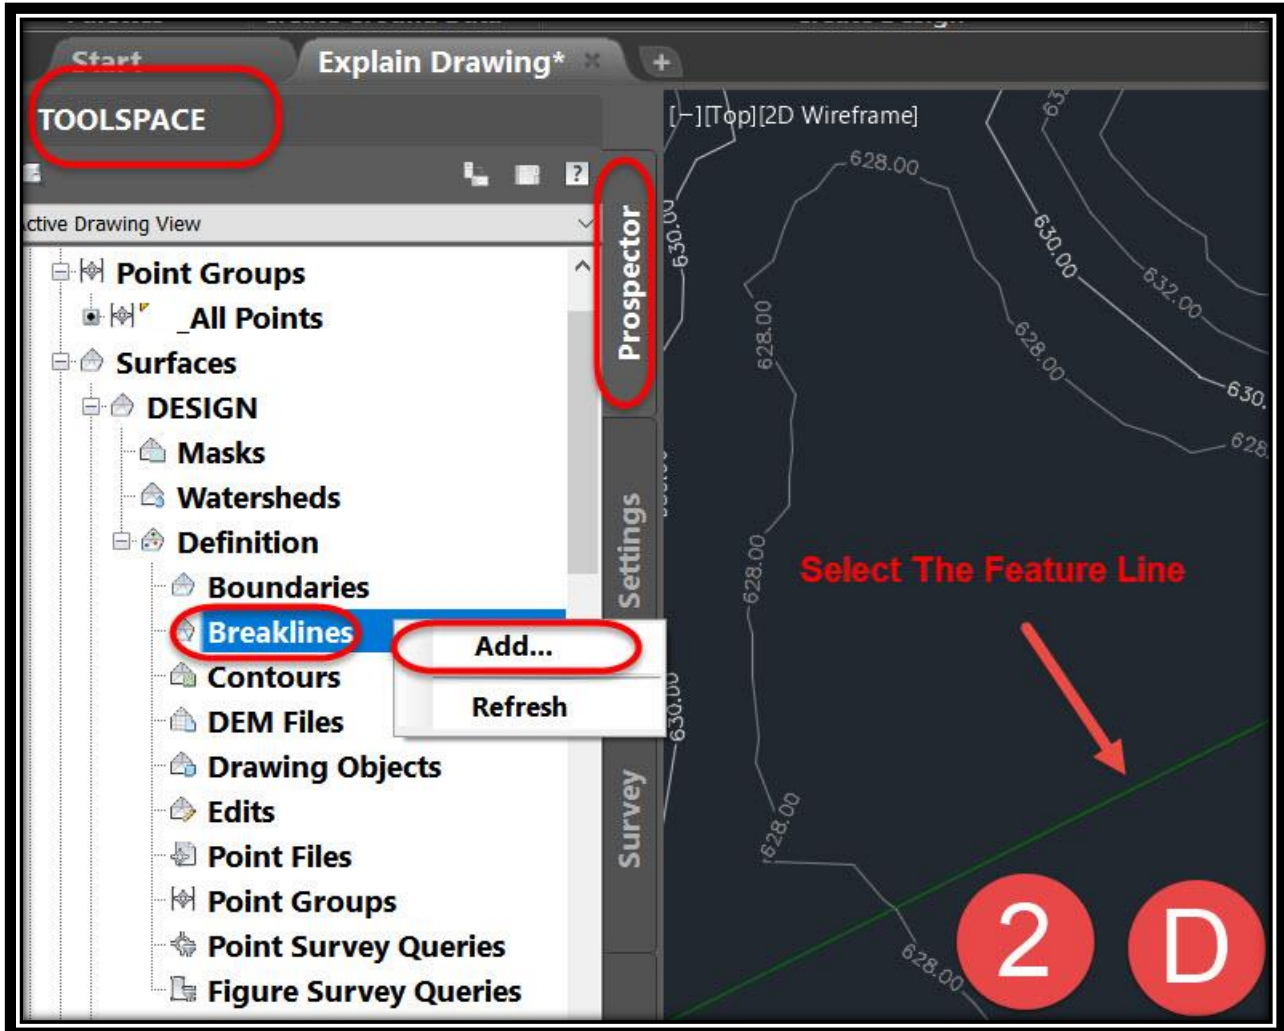 Start
Explain Drawing*
+
TOOLSPACE
?
ctive Drawing View
Point Groups
_All Points
Surfaces
DESIGN
Masks
Watersheds
Definition
Boundaries
Breaklines
Contours
DEM Files
Drawing Objects
Edits
Point Files
Point Groups
Point Survey Queries
Figure Survey Queries
Add...
Refresh
Prospector
Settings
Survey
[−][Top][2D Wireframe]
628.00
630.00
630.00
632.00
628.00
628.00
630.
628.
628.00
Select The Feature Line
630.00
628.00
628.00
2 D